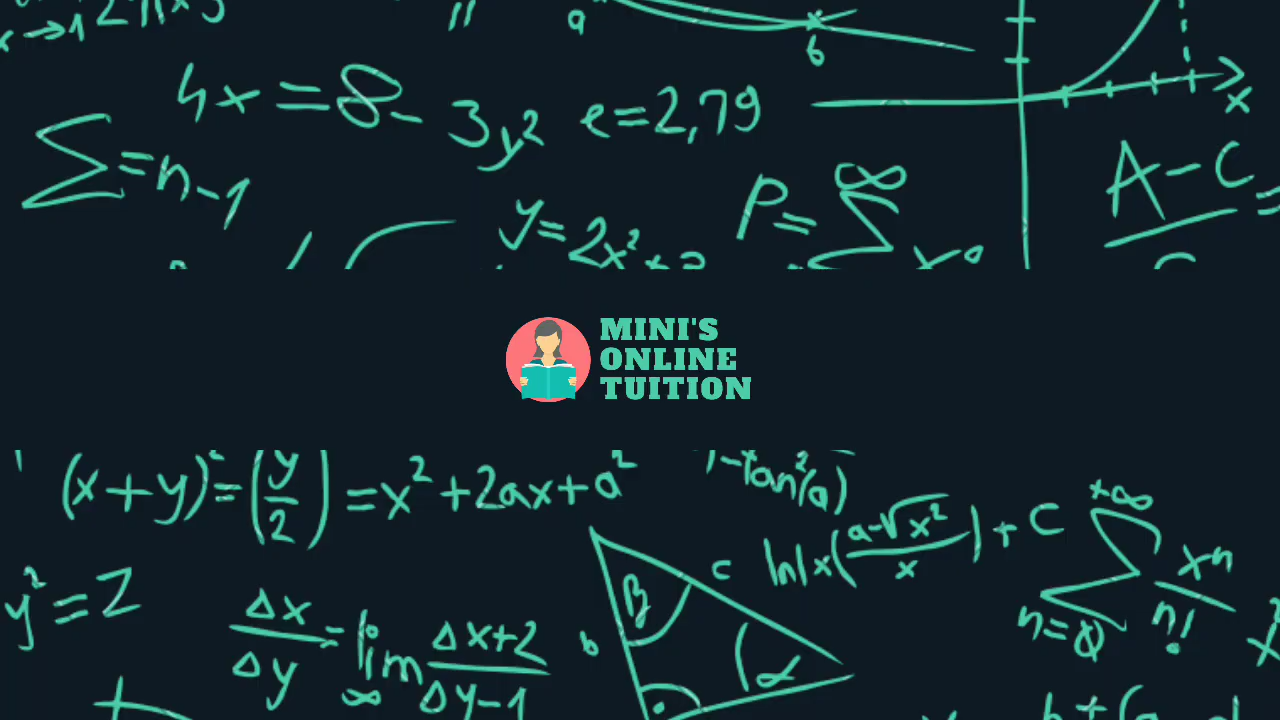 a
b
4x = 8 - 3y² e = 2,79
x
Σ = n - 1
A - C
y = 2x² +
P = Σ ∞
MINI'S
ONLINE
TUITION
(x + y)² = (y/2) = x² + 2ax + a²
- tan²(a)
ln|x(a-√x²/x) + C
+∞ Σ n=0 xⁿ/n!
y² = Z
c
β
b
α
Δx/Δy = lim ∞ Δx+2/Δy-1